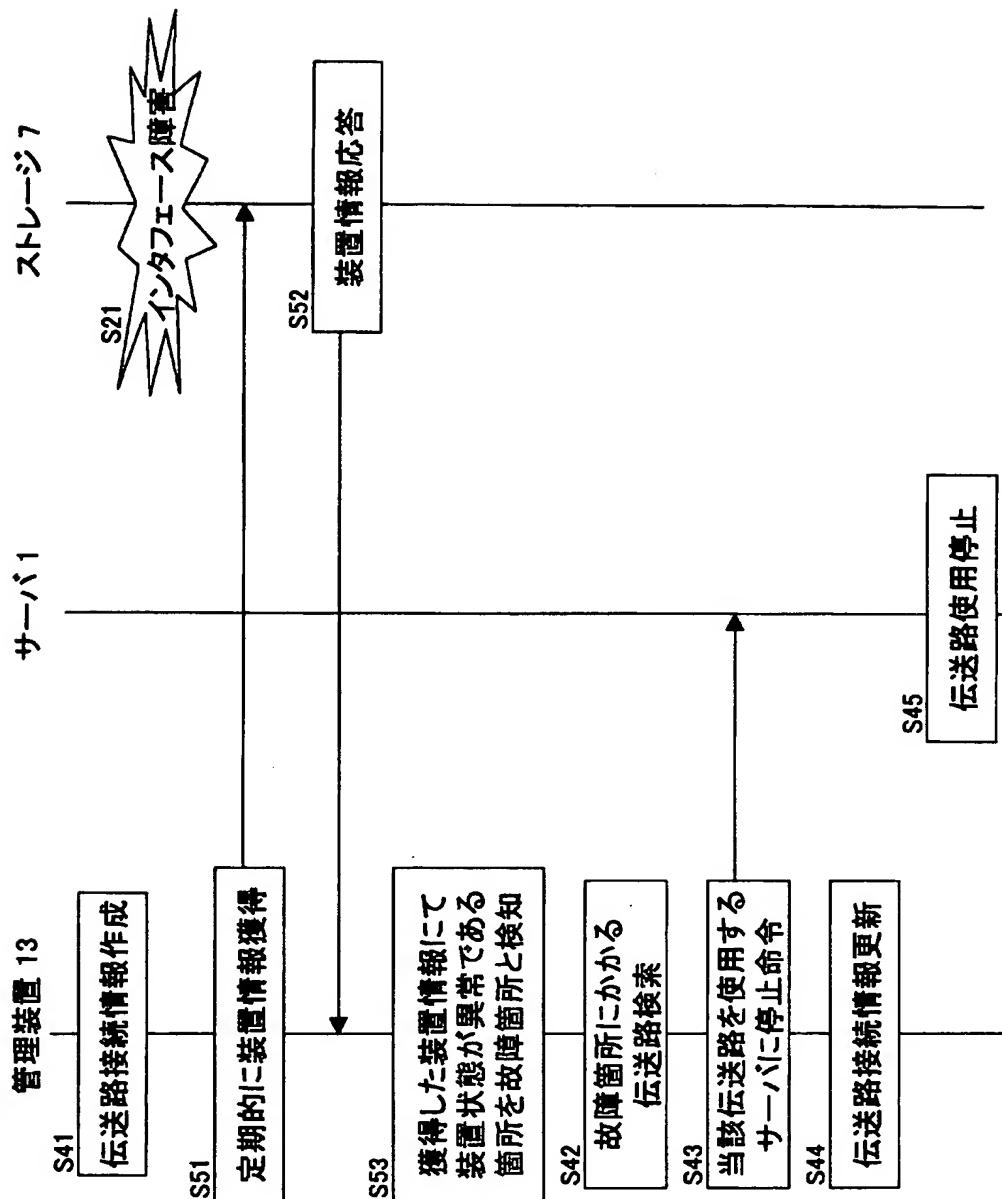 管理装置 13
サーバ 1
ストレージ 7
S41
伝送路接続情報作成
S21
インタフェース障害
S51
定期的に装置情報獲得
S52
装置情報応答
S53
獲得した装置情報にて
装置状態が異常である
箇所を故障箇所と検知
S42
故障箇所にかかる
伝送路検索
S43
当該伝送路を使用する
サーバに停止命令
S44
伝送路接続情報更新
S45
伝送路使用停止